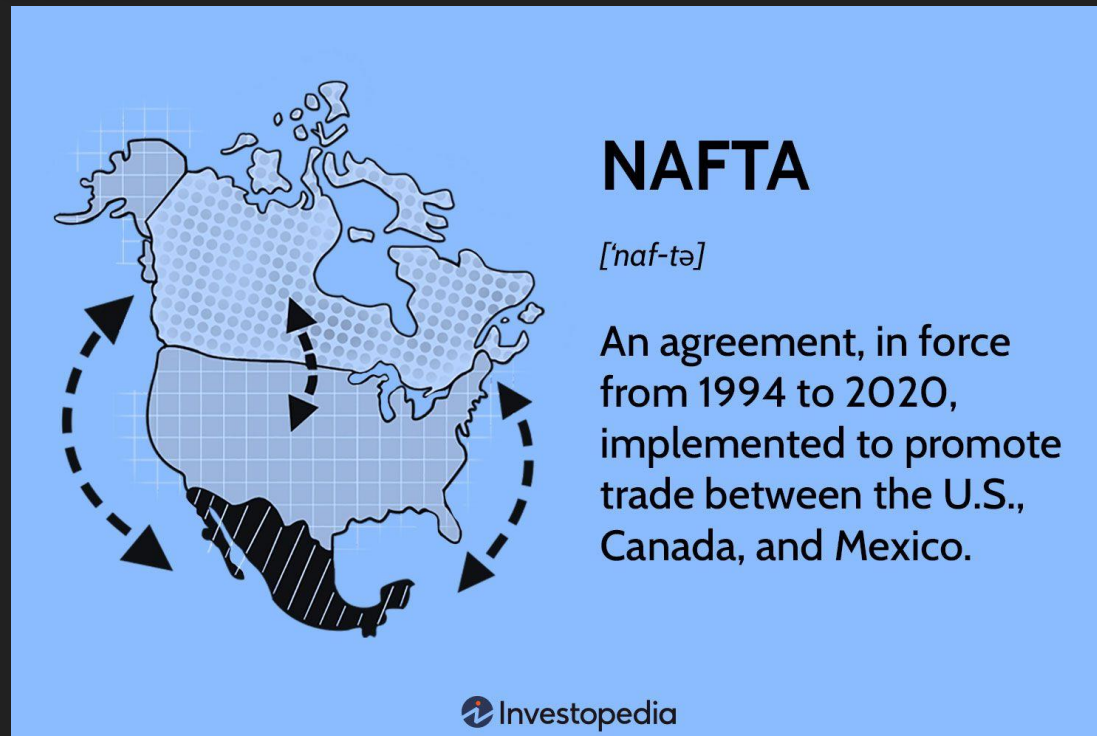 NAFTA
[‘naf-tə]
An agreement, in force
from 1994 to 2020,
implemented to promote
trade between the U.S.,
Canada, and Mexico.
Investopedia